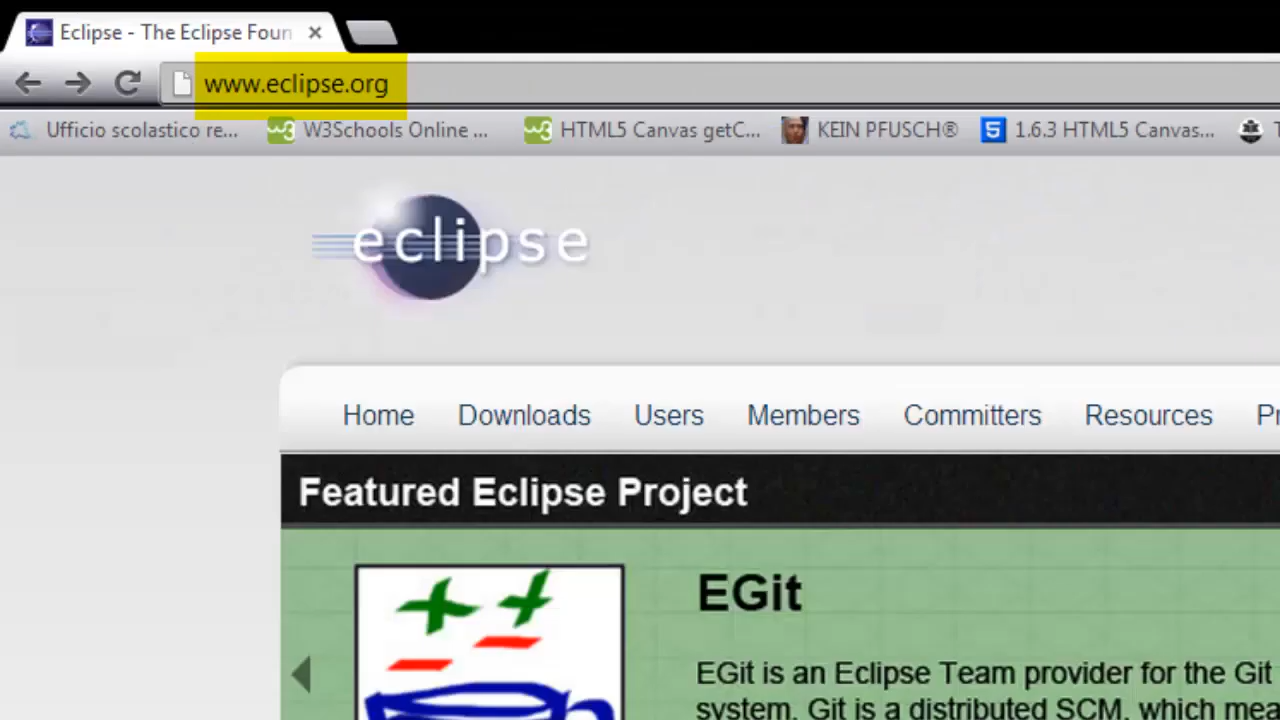 Eclipse - The Eclipse Foun
www.eclipse.org
Ufficio scolastico re... W3Schools Online ... HTML5 Canvas getC... KEIN PFUSCH® 1.6.3 HTML5 Canvas... T
eclipse
Home Downloads Users Members Committers Resources Pr
Featured Eclipse Project
EGit
EGit is an Eclipse Team provider for the Git
system. Git is a distributed SCM, which mea